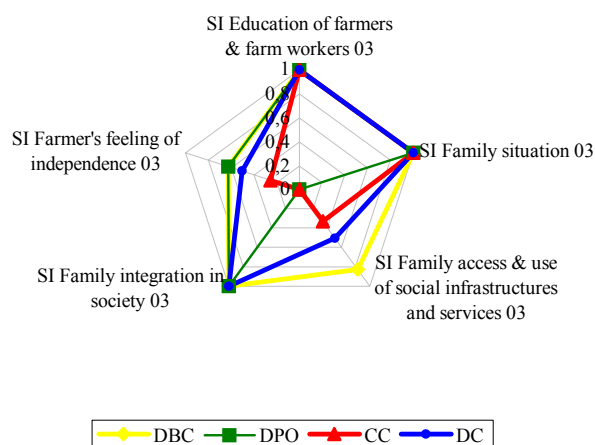 SI Education of farmers
& farm workers 03
1
0,8
0,6
0,4
0,2
0
SI Farmer's feeling of
independence 03
SI Family situation 03
SI Family integration in
society 03
SI Family access & use
of social infrastructures
and services 03
DBC DPO CC DC